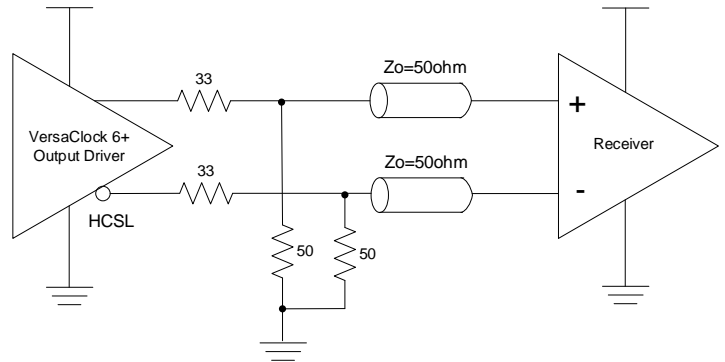 33
Zo=50ohm
VersaClock 6+
Output Driver
+
Receiver
33
Zo=50ohm
-
HCSL
50
50